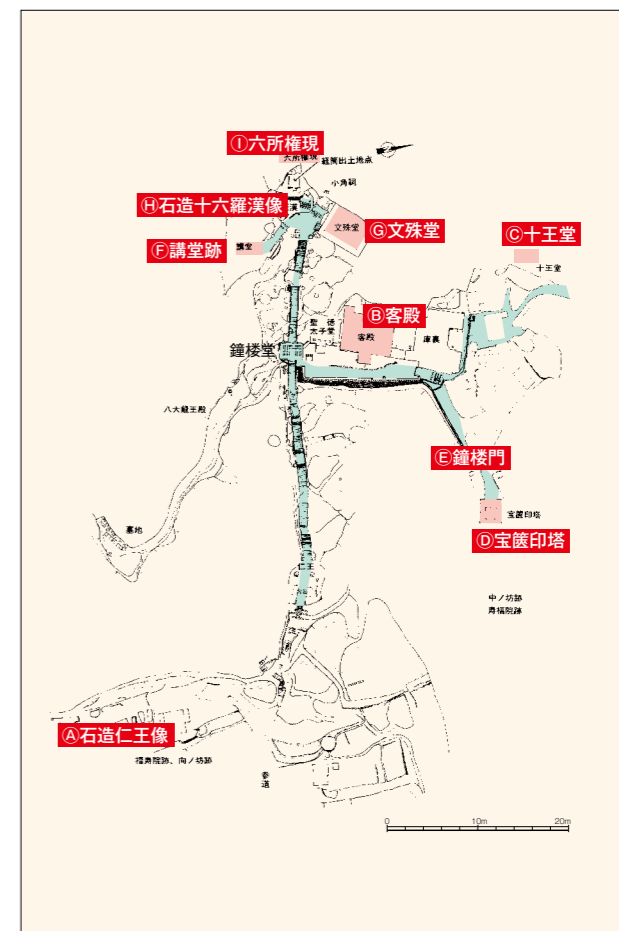 Ⓘ六所権現
六所権現
経筒出土地点
小角祠
Ⓗ石造十六羅漢像
漢
文殊堂
Ⓖ文殊堂
Ⓒ十王堂
Ⓕ講堂跡
講堂
十王堂
Ⓑ客殿
聖徳
太子堂
客殿
庫裏
鐘楼堂
門
八大龍王殿
Ⓔ鐘楼門
宝篋印塔
墓地
Ⓓ宝篋印塔
仁王
中ノ坊跡
寿福院跡
Ⓐ石造仁王像
福寿院跡、向ノ坊跡
参道
0 10m 20m